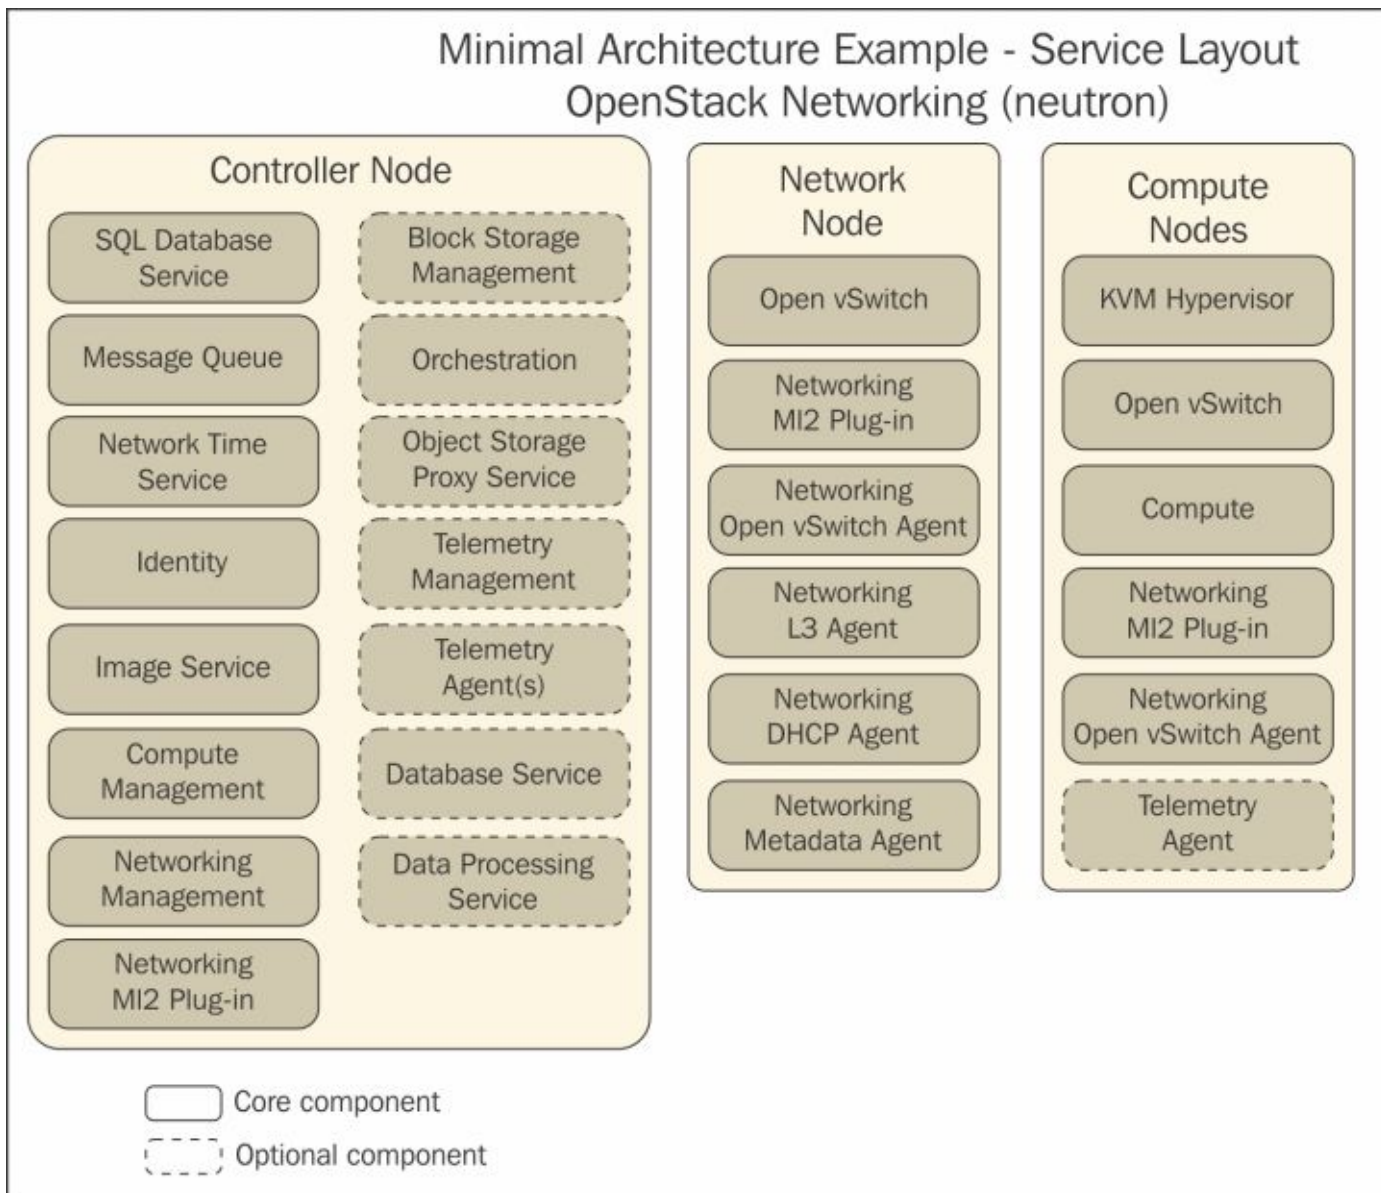 Minimal Architecture Example - Service Layout
OpenStack Networking (neutron)
Controller Node
SQL Database
Service
Message Queue
Network Time
Service
Identity
Image Service
Compute
Management
Networking
Management
Networking
MI2 Plug-in
Block Storage
Management
Orchestration
Object Storage
Proxy Service
Telemetry
Management
Telemetry
Agent(s)
Database Service
Data Processing
Service
Network
Node
Open vSwitch
Networking
MI2 Plug-in
Networking
Open vSwitch Agent
Networking
L3 Agent
Networking
DHCP Agent
Networking
Metadata Agent
Compute
Nodes
KVM Hypervisor
Open vSwitch
Compute
Networking
MI2 Plug-in
Networking
Open vSwitch Agent
Telemetry
Agent
Core component
Optional component